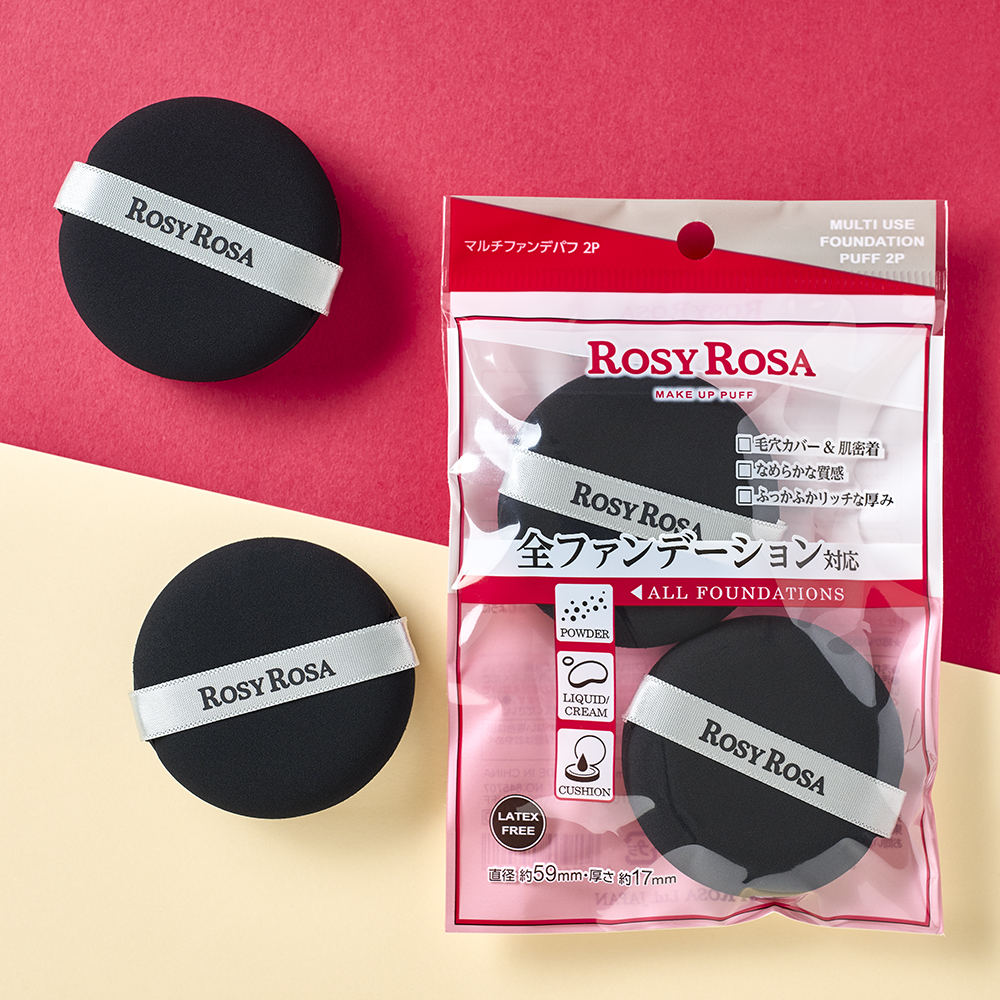 ROSY ROSA
マルチファンデパフ 2P
MULTI USE
FOUNDATION
PUFF 2P
ROSY ROSA
MAKE UP PUFF
毛穴カバー & 肌密着
なめらかな質感
ふっかふかリッチな厚み
ROSY ROSA
全ファンデーション対応
◀ ALL FOUNDATIONS
POWDER
LIQUID/
CREAM
CUSHION
ROSY ROSA
ROSY ROSA
LATEX
FREE
直径 約59mm・厚さ 約17mm